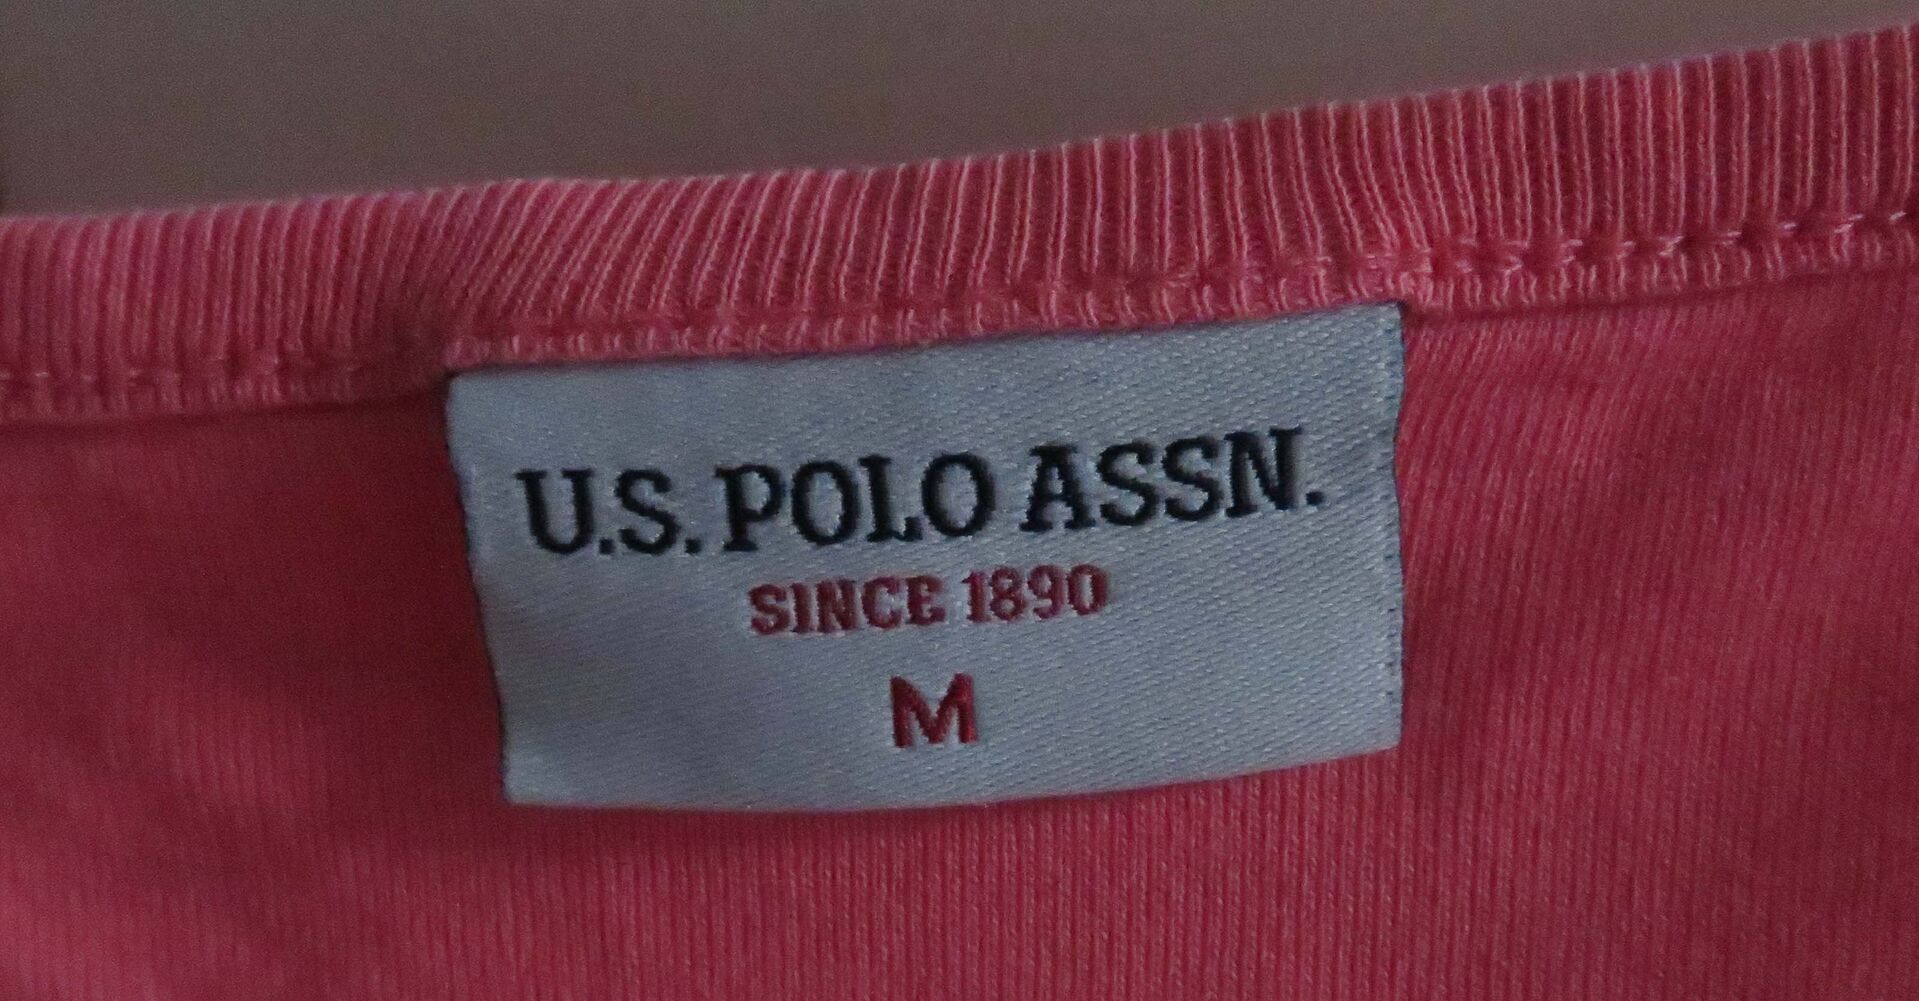 U.S. POLO ASSN.
SINCE 1890
M